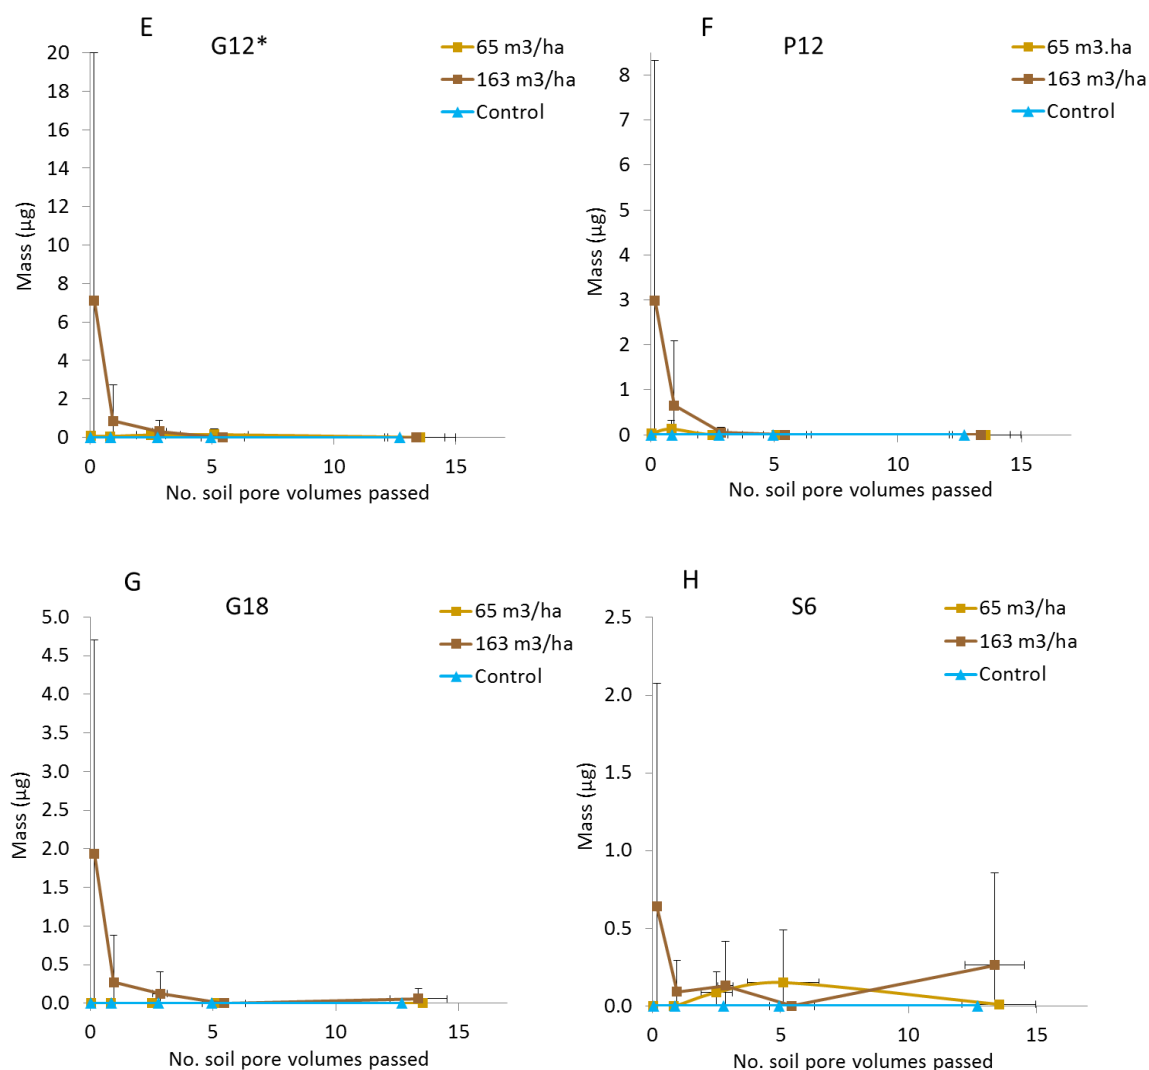 E
G12*
65 m3/ha
163 m3/ha
Control
20
18
16
14
12
10
8
6
4
2
0
Mass (µg)
0
5
10
15
No. soil pore volumes passed
F
P12
65 m3.ha
163 m3/ha
Control
8
7
6
5
4
3
2
1
0
Mass (µg)
0
5
10
15
No. soil pore volumes passed
G
G18
65 m3/ha
163 m3/ha
Control
5.0
4.5
4.0
3.5
3.0
2.5
2.0
1.5
1.0
0.5
0.0
Mass (µg)
0
5
10
15
No. soil pore volumes passed
H
S6
65 m3/ha
163 m3/ha
Control
2.5
2.0
1.5
1.0
0.5
0.0
Mass (µg)
0
5
10
15
No. soil pore volumes passed